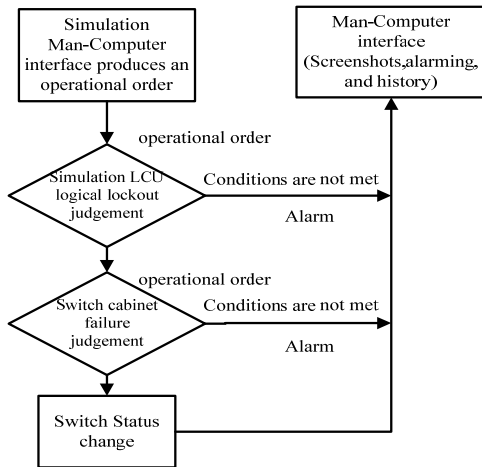 Simulation
Man-Computer
interface produces an
operational order
Man-Computer
interface
(Screenshots,alarming,
and history)
operational order
Simulation LCU
logical lockout
judgement
Conditions are not met
Alarm
operational order
Switch cabinet
failure
judgement
Conditions are not met
Alarm
Switch Status
change